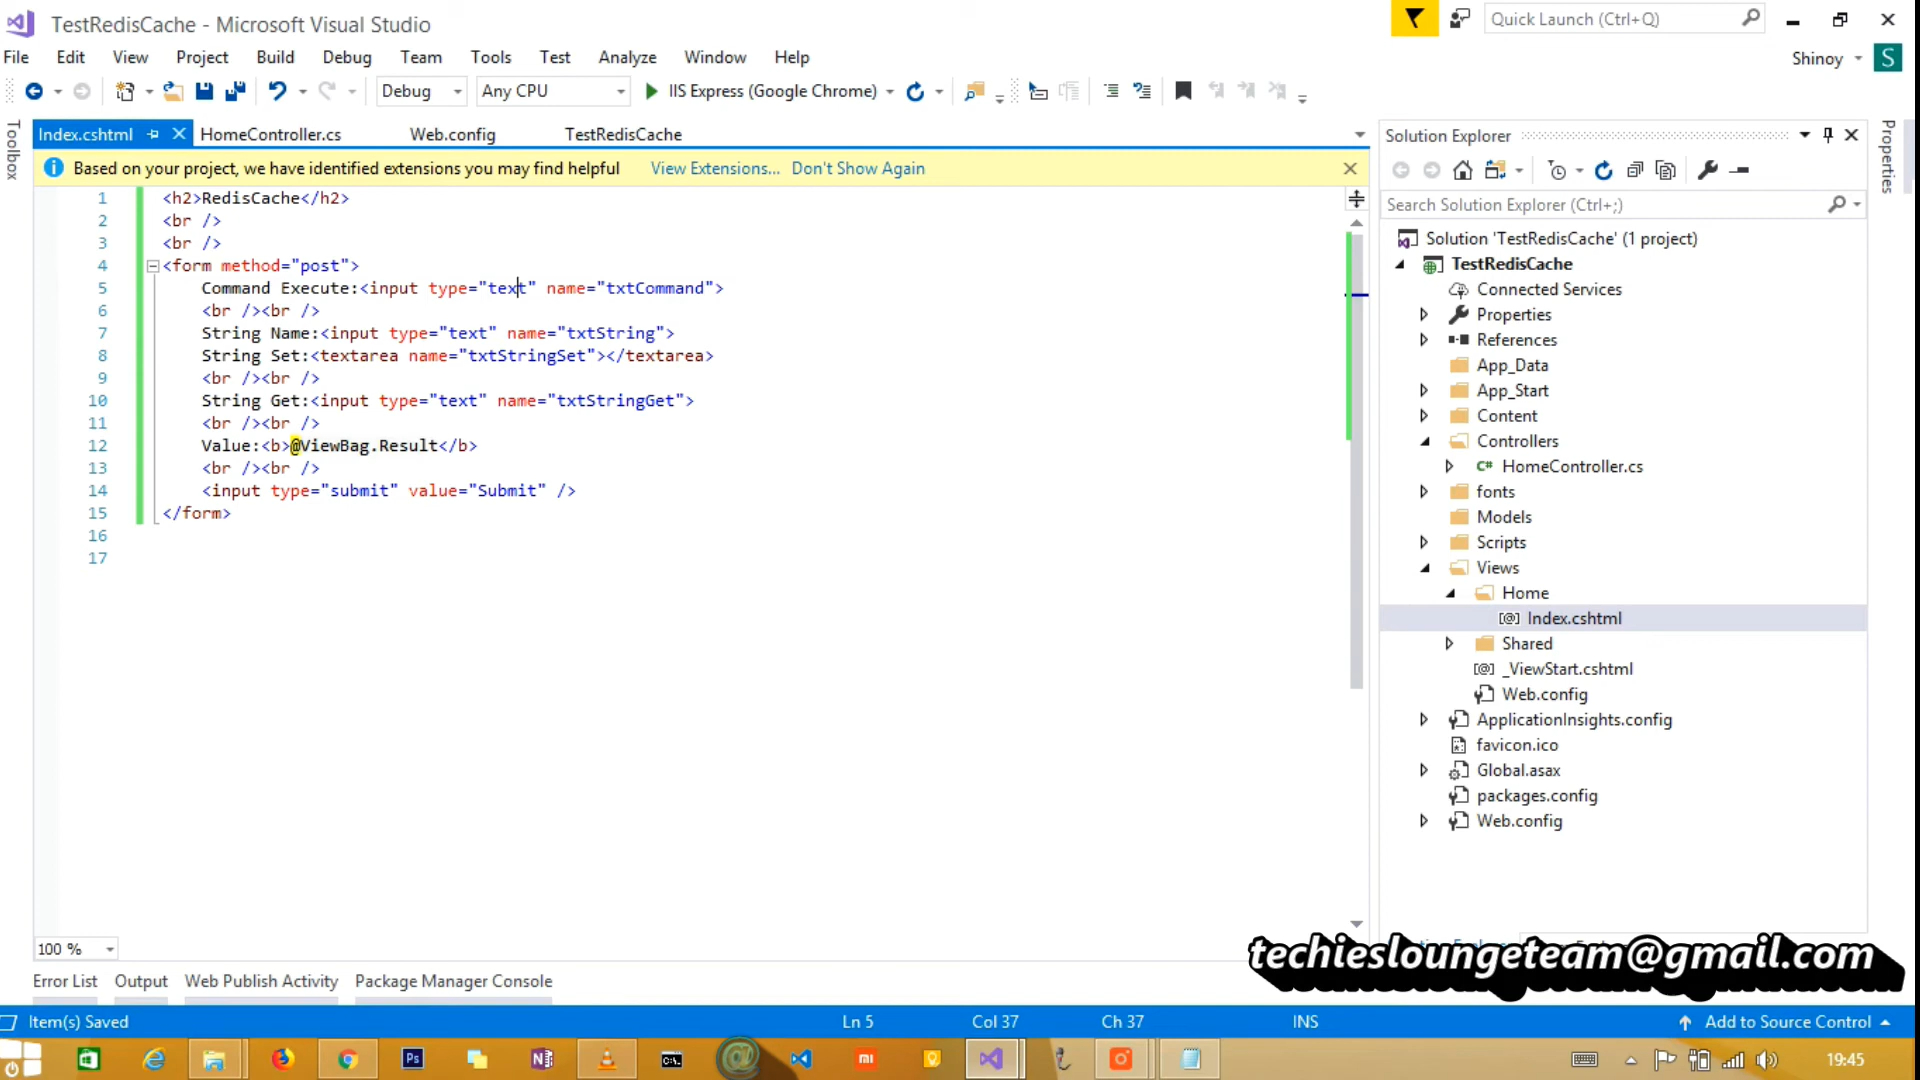 TestRedisCache - Microsoft Visual Studio
Quick Launch (Ctrl+Q)
File Edit View Project Build Debug Team Tools Test Analyze Window Help
Shinoy S
Debug Any CPU IIS Express (Google Chrome)
Toolbox
Index.cshtml HomeController.cs Web.config TestRedisCache
Based on your project, we have identified extensions you may find helpful View Extensions... Don't Show Again
1 <h2>RedisCache</h2>
2 <br />
3 <br />
4 <form method="post">
5 Command Execute:<input type="text" name="txtCommand">
6 <br /><br />
7 String Name:<input type="text" name="txtString">
8 String Set:<textarea name="txtStringSet"></textarea>
9 <br /><br />
10 String Get:<input type="text" name="txtStringGet">
11 <br /><br />
12 Value:<b>@ViewBag.Result</b>
13 <br /><br />
14 <input type="submit" value="Submit" />
15 </form>
16
17
100 %
Error List Output Web Publish Activity Package Manager Console
Solution Explorer
Properties
Search Solution Explorer (Ctrl+;)
Solution 'TestRedisCache' (1 project)
TestRedisCache
Connected Services
Properties
References
App_Data
App_Start
Content
Controllers
C# HomeController.cs
fonts
Models
Scripts
Views
Home
[@] Index.cshtml
Shared
[@] _ViewStart.cshtml
Web.config
ApplicationInsights.config
favicon.ico
Global.asax
packages.config
Web.config
techiesloungeteam@gmail.com
Item(s) Saved Ln 5 Col 37 Ch 37 INS Add to Source Control
Ps N mi
19:45